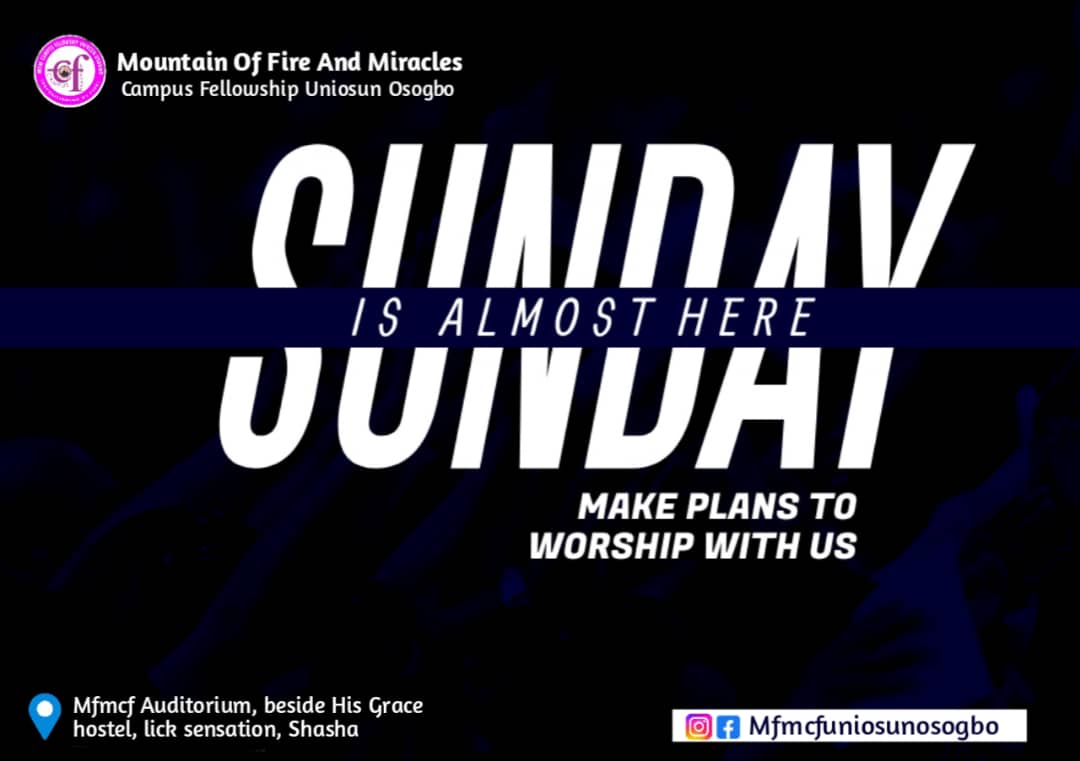 Mountain Of Fire And Miracles
Campus Fellowship Uniosun Osogbo
SUNDAY
IS ALMOST HERE
MAKE PLANS TO
WORSHIP WITH US
Mfmcf Auditorium, beside His Grace
hostel, lick sensation, Shasha
Mfmcfuniosunosogbo